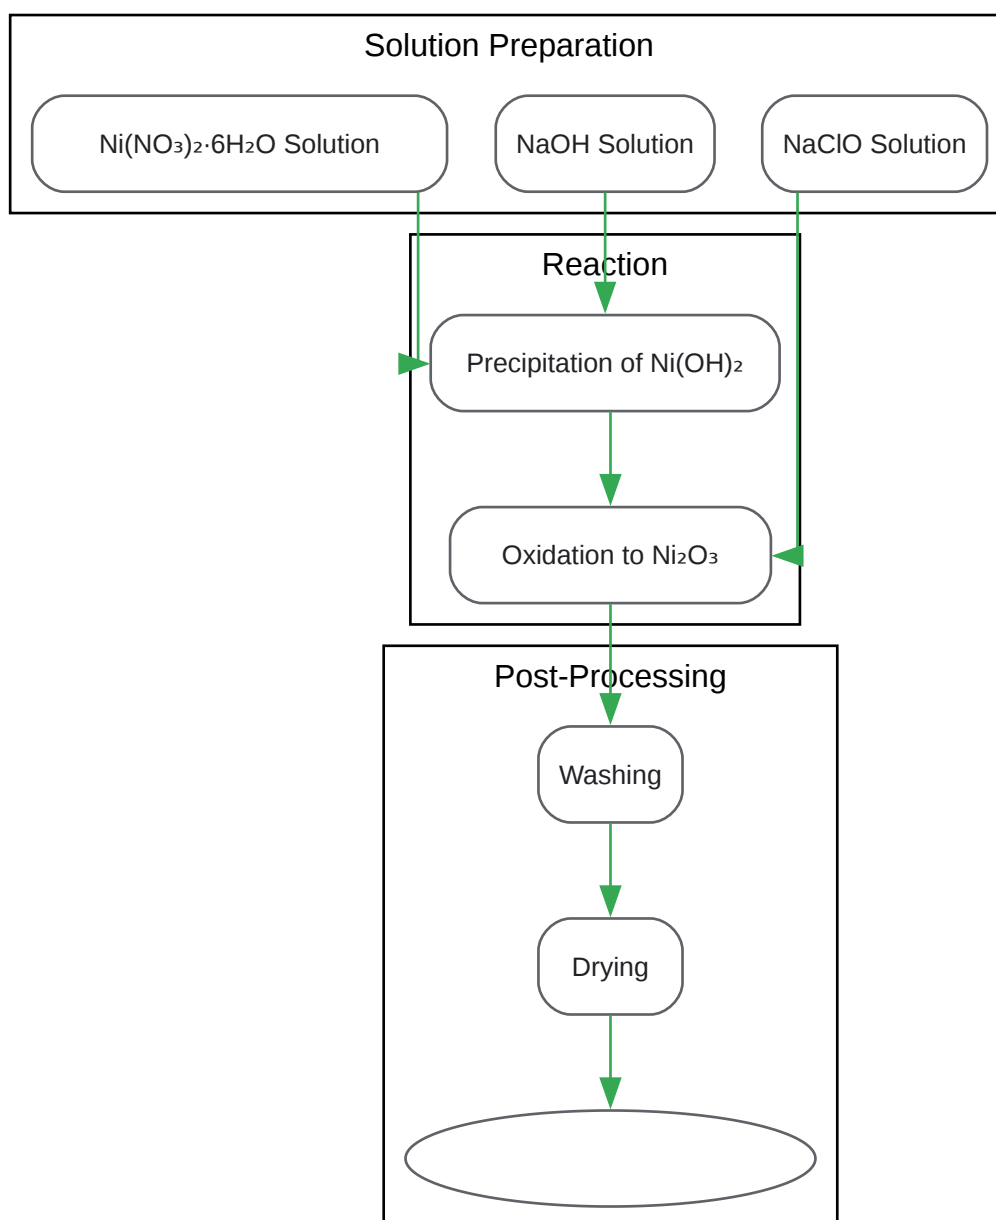 Solution Preparation
Ni(NO₃)₂·6H₂O Solution
NaOH Solution
NaClO Solution
Reaction
Precipitation of Ni(OH)₂
Oxidation to Ni₂O₃
Post-Processing
Washing
Drying